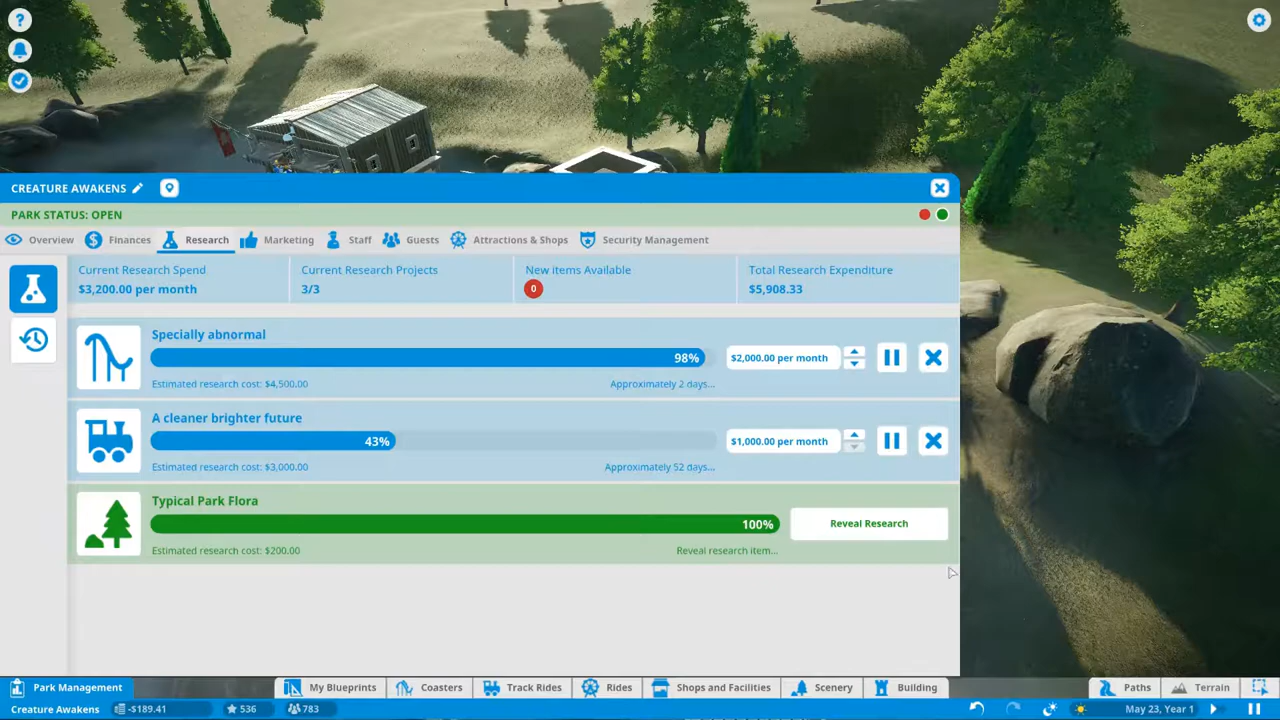 ?
CREATURE AWAKENS
PARK STATUS: OPEN
Overview Finances Research Marketing Staff Guests Attractions & Shops Security Management
Current Research Spend Current Research Projects New items Available Total Research Expenditure
$3,200.00 per month 3/3 0 $5,908.33
Specially abnormal
98% $2,000.00 per month
Estimated research cost: $4,500.00 Approximately 2 days...
A cleaner brighter future
43% $1,000.00 per month
Estimated research cost: $3,000.00 Approximately 52 days...
Typical Park Flora
100% Reveal Research
Estimated research cost: $200.00 Reveal research item...
Park Management My Blueprints Coasters Track Rides Rides Shops and Facilities Scenery Building Paths Terrain
Creature Awakens -$189.41 536 783 May 23, Year 1